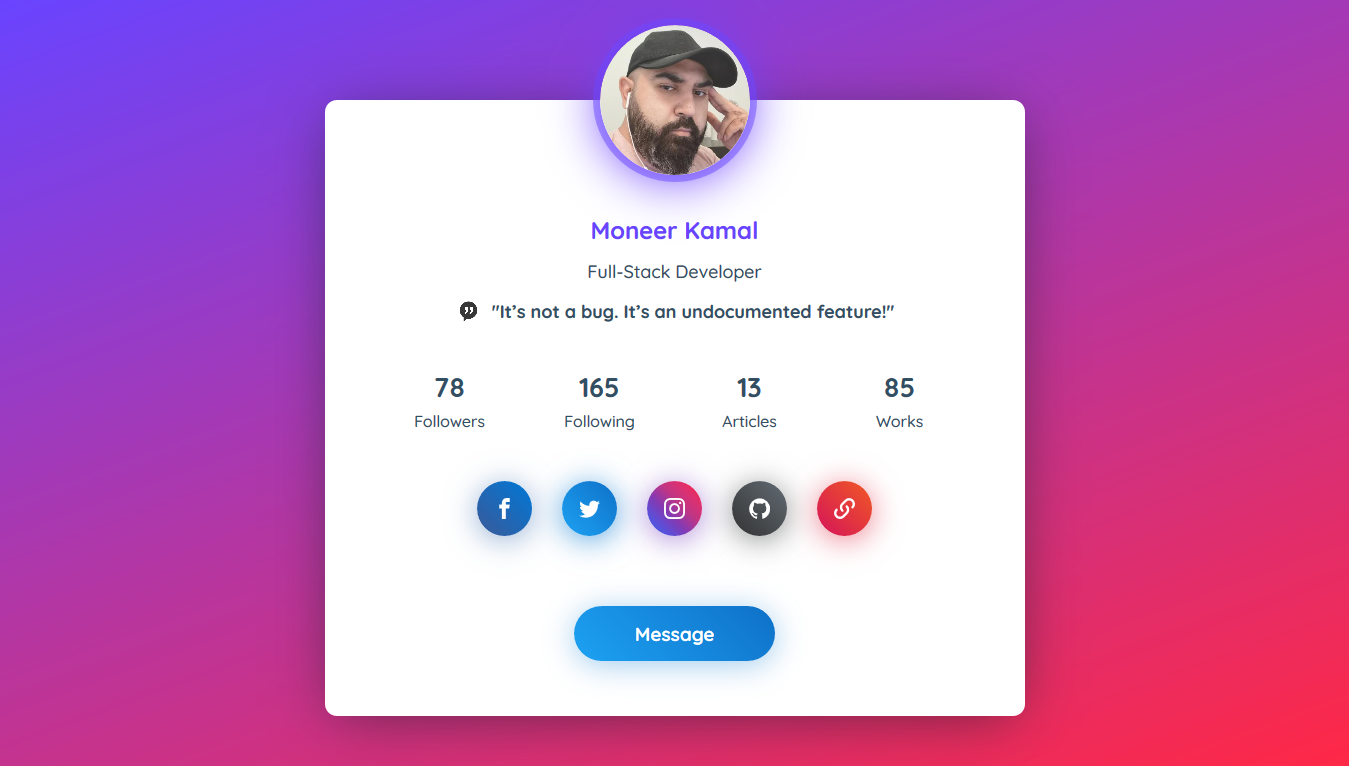 Moneer Kamal
Full-Stack Developer
"It’s not a bug. It’s an undocumented feature!"
78 165 13 85
Followers Following Articles Works
Message